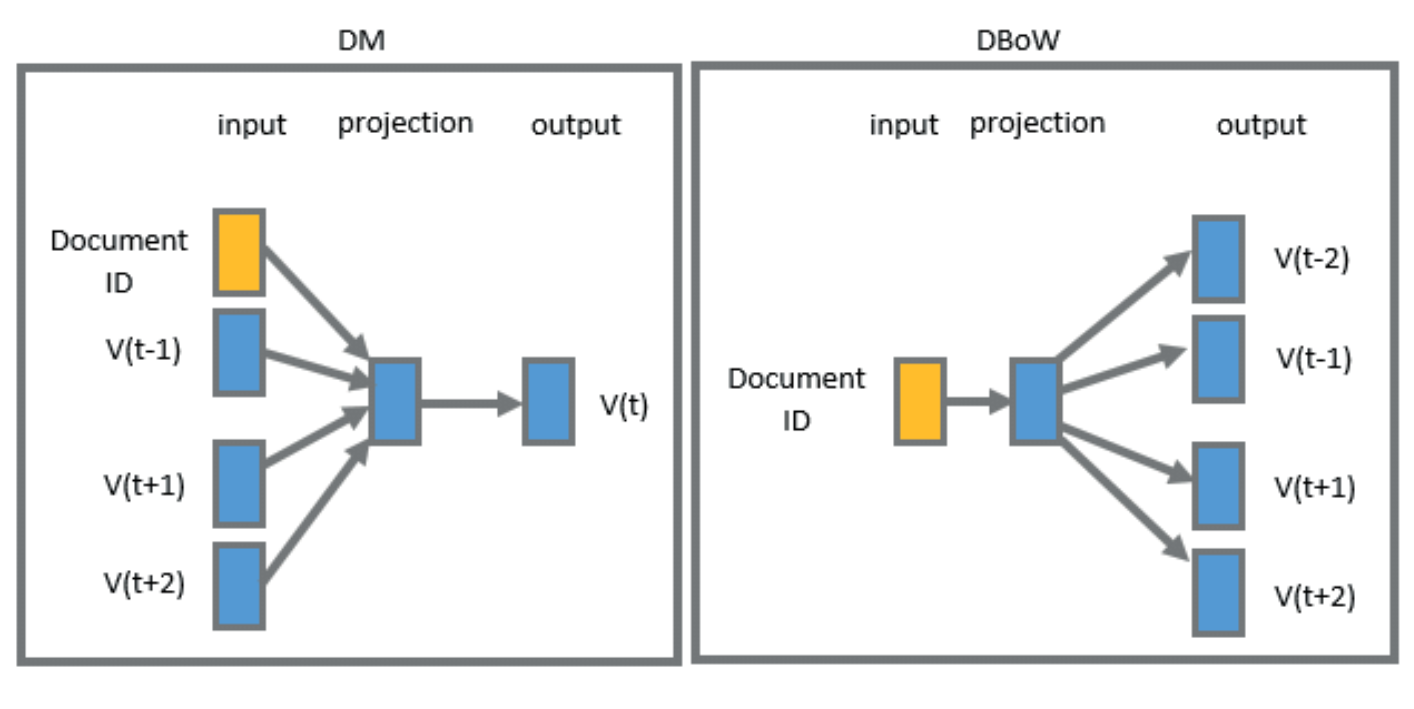 DM
input projection output
Document
ID
V(t-1)
V(t)
V(t+1)
V(t+2)
DBoW
input projection output
V(t-2)
V(t-1)
Document
ID
V(t+1)
V(t+2)